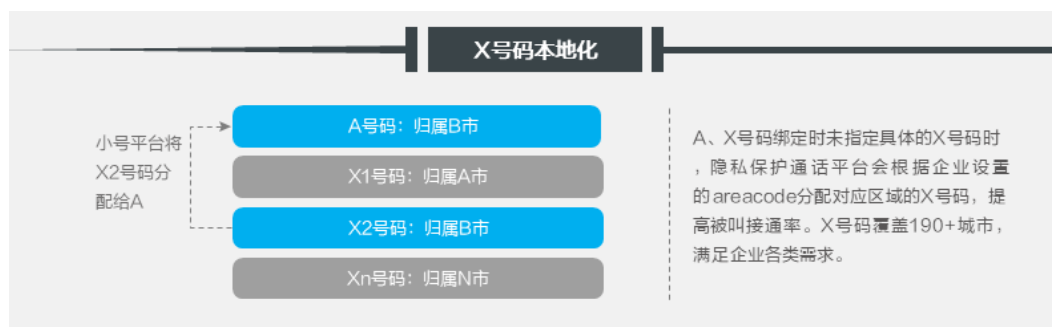 X号码本地化
小号平台将
X2号码分
配给A
A号码：归属B市
X1号码：归属A市
X2号码：归属B市
Xn号码：归属N市
A、X号码绑定时未指定具体的X号码时
，隐私保护通话平台会根据企业设置
的areacode分配对应区域的X号码，提
高被叫接通率。X号码覆盖190+城市，
满足企业各类需求。